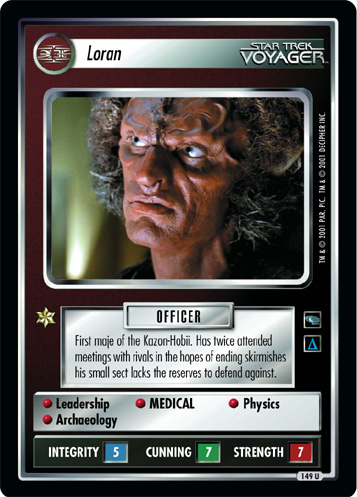 Loran
STAR TREK
VOYAGER
TM & © 2001 PAR. PIC. TM & © 2001 DECIPHER INC.
OFFICER
First maje of the Kazon-Hobii. Has twice attended
meetings with rivals in the hopes of ending skirmishes
his small sect lacks the reserves to defend against.
Leadership MEDICAL Physics
Archaeology
INTEGRITY 5 CUNNING 7 STRENGTH 7
149 U